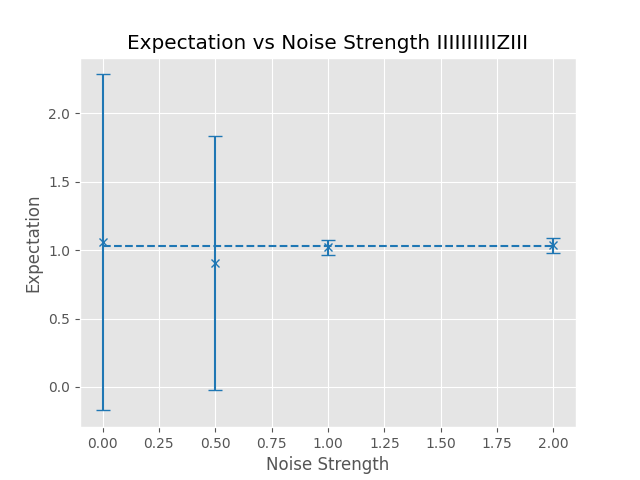 Expectation vs Noise Strength IIIIIIIIIIZIII
2.0
1.5
1.0
0.5
0.0
Expectation
0.00 0.25 0.50 0.75 1.00 1.25 1.50 1.75 2.00
Noise Strength